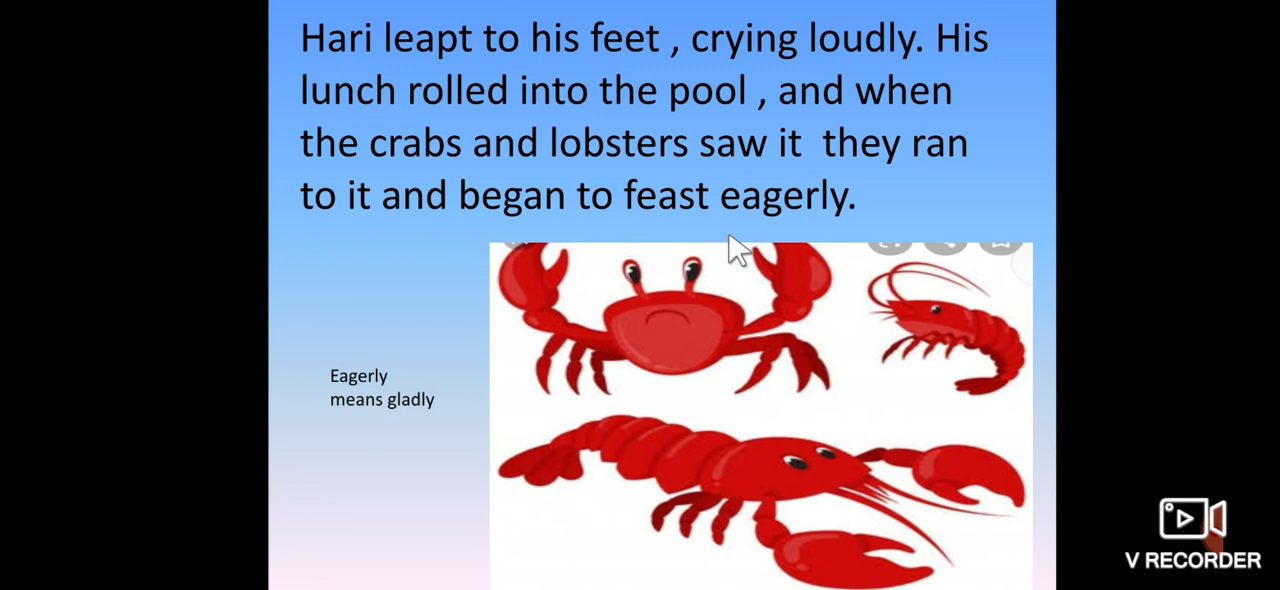 Hari leapt to his feet , crying loudly. His
lunch rolled into the pool , and when
the crabs and lobsters saw it  they ran
to it and began to feast eagerly.
Eagerly
means gladly
V RECORDER